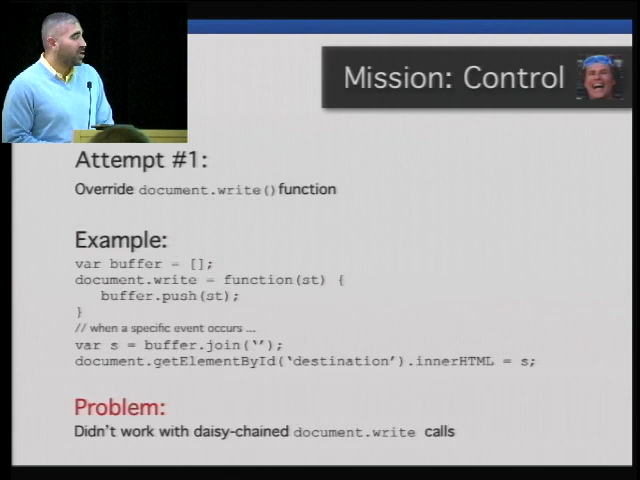 Mission: Control
Attempt #1:
Override document.write() function
Example:
var buffer = [];
document.write = function(st) {
buffer.push(st);
}
// when a specific event occurs ...
var s = buffer.join(‘’);
document.getElementById(‘destination’).innerHTML = s;
Problem:
Didn't work with daisy-chained document.write calls